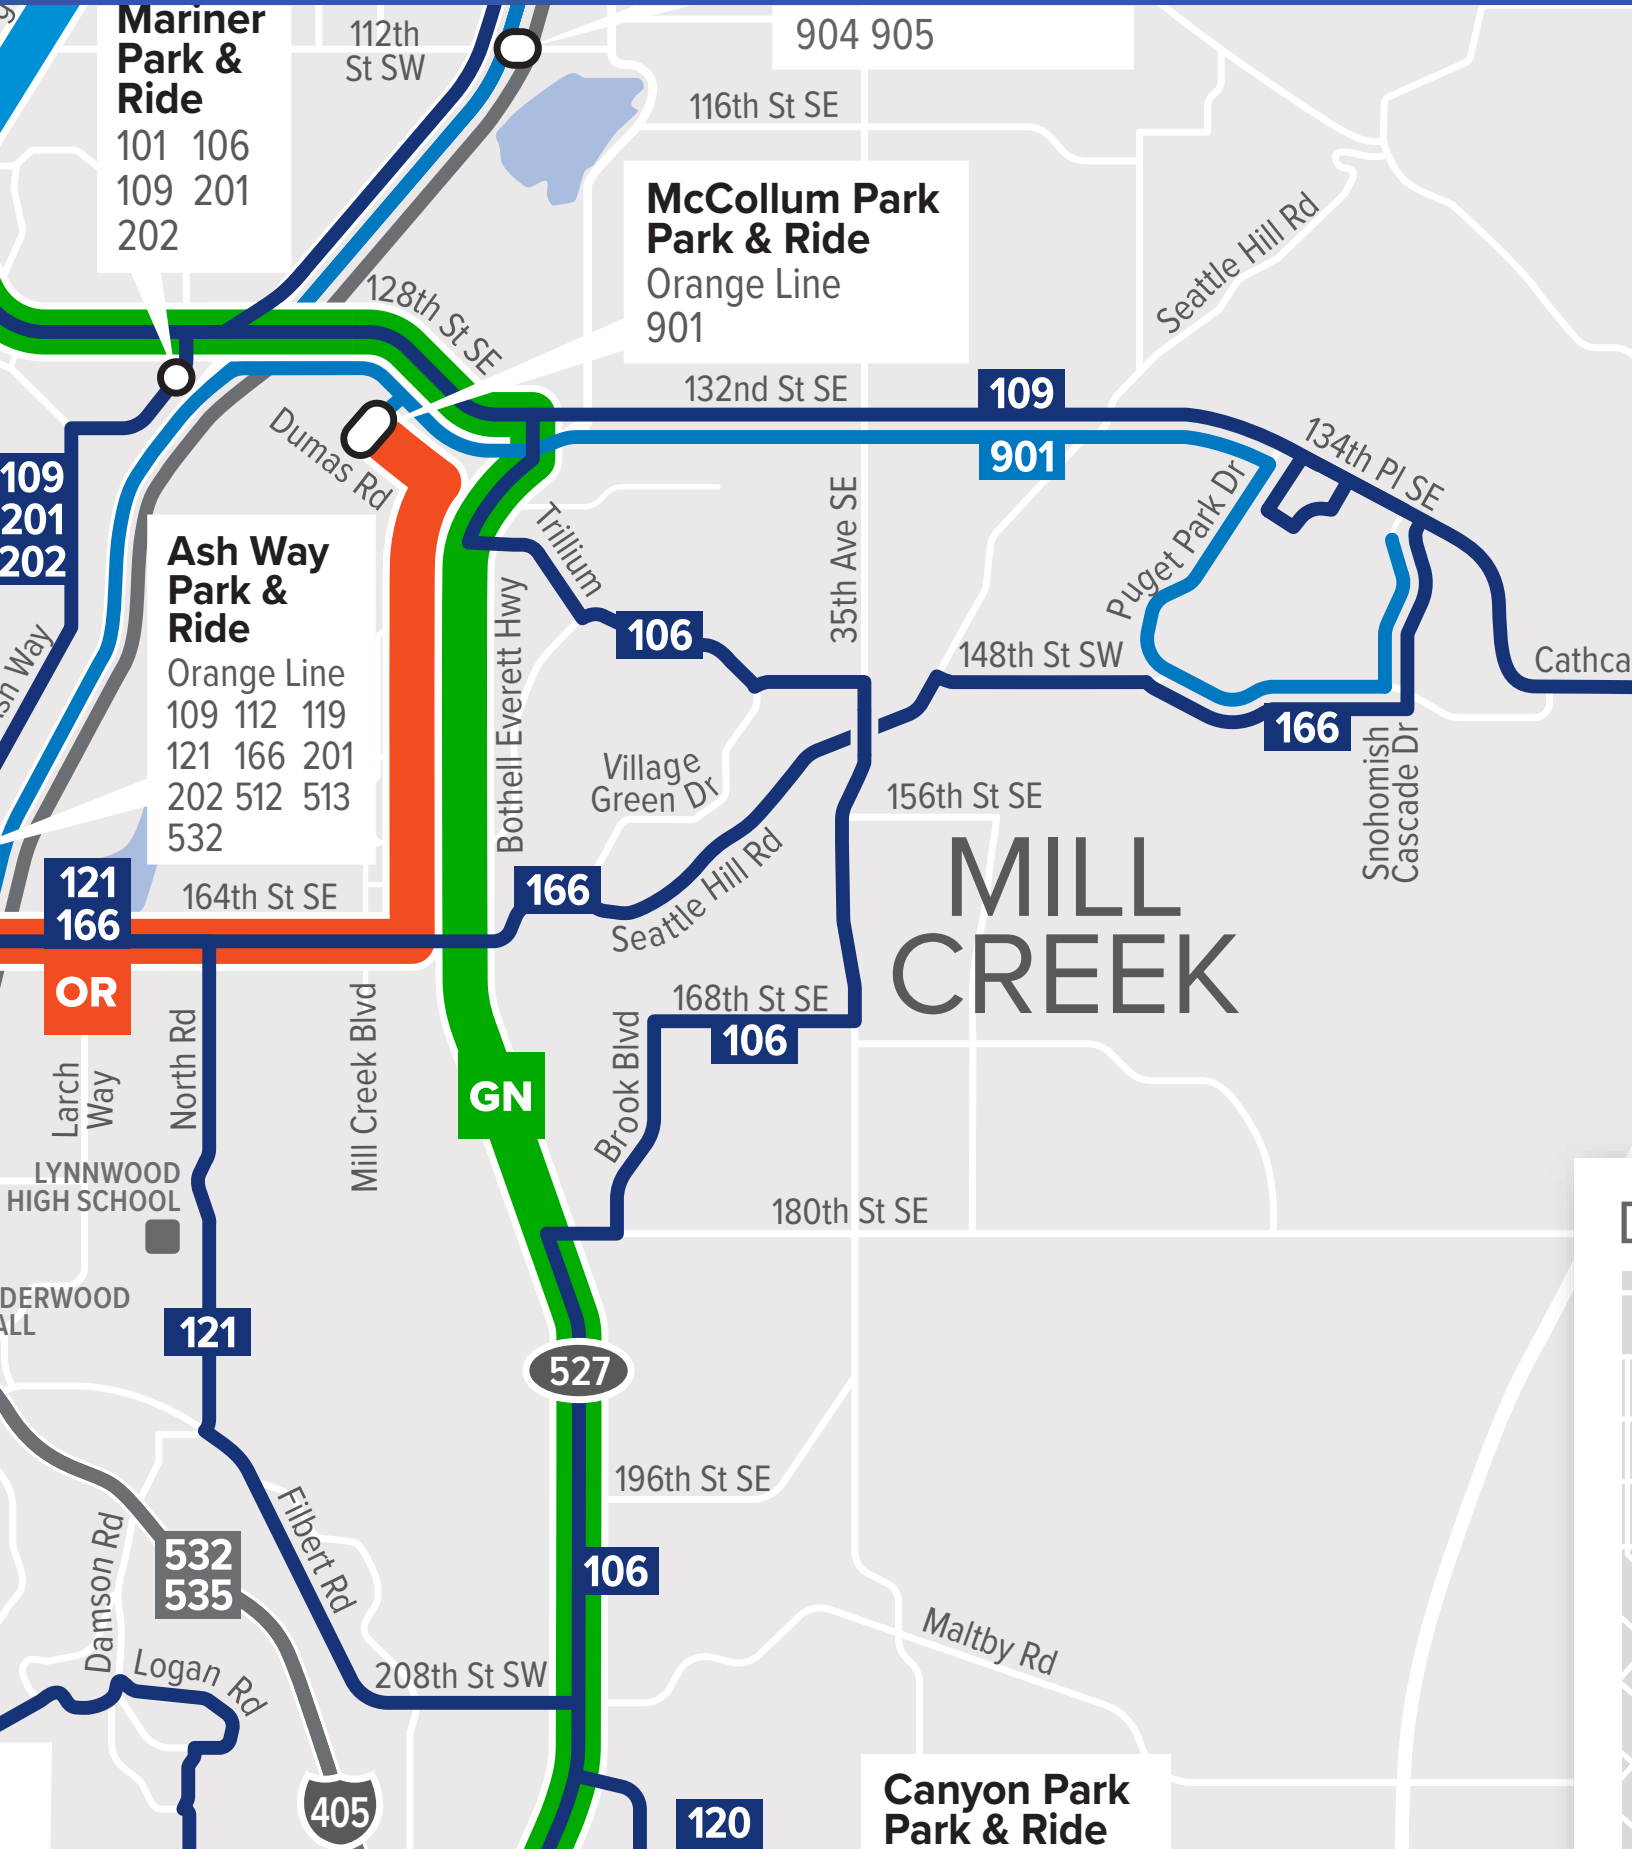 Mariner
Park &
Ride
101 106
109 201
202
112th
St SW
904 905
116th St SE
McCollum Park
Park & Ride
Orange Line
901
Seattle Hill Rd
128th St SE
132nd St SE
109
901
134th Pl SE
Dumas Rd
109
201
202
Ash Way
Park &
Ride
Orange Line
109 112 119
121 166 201
202 512 513
532
Trillium
35th Ave SE
Puget Park Dr
Bothell Everett Hwy
106
148th St SW
Cathca
166
Snohomish
Cascade Dr
Village
Green Dr
156th St SE
MILL
CREEK
121
166
OR
164th St SE
166
Seattle Hill Rd
168th St SE
106
Larch
Way
North Rd
Mill Creek Blvd
GN
Brook Blvd
LYNNWOOD
HIGH SCHOOL
180th St SE
DERWOOD
ALL
121
527
196th St SE
Filbert Rd
532
535
106
Damson Rd
Logan Rd
208th St SW
Maltby Rd
405
120
Canyon Park
Park & Ride